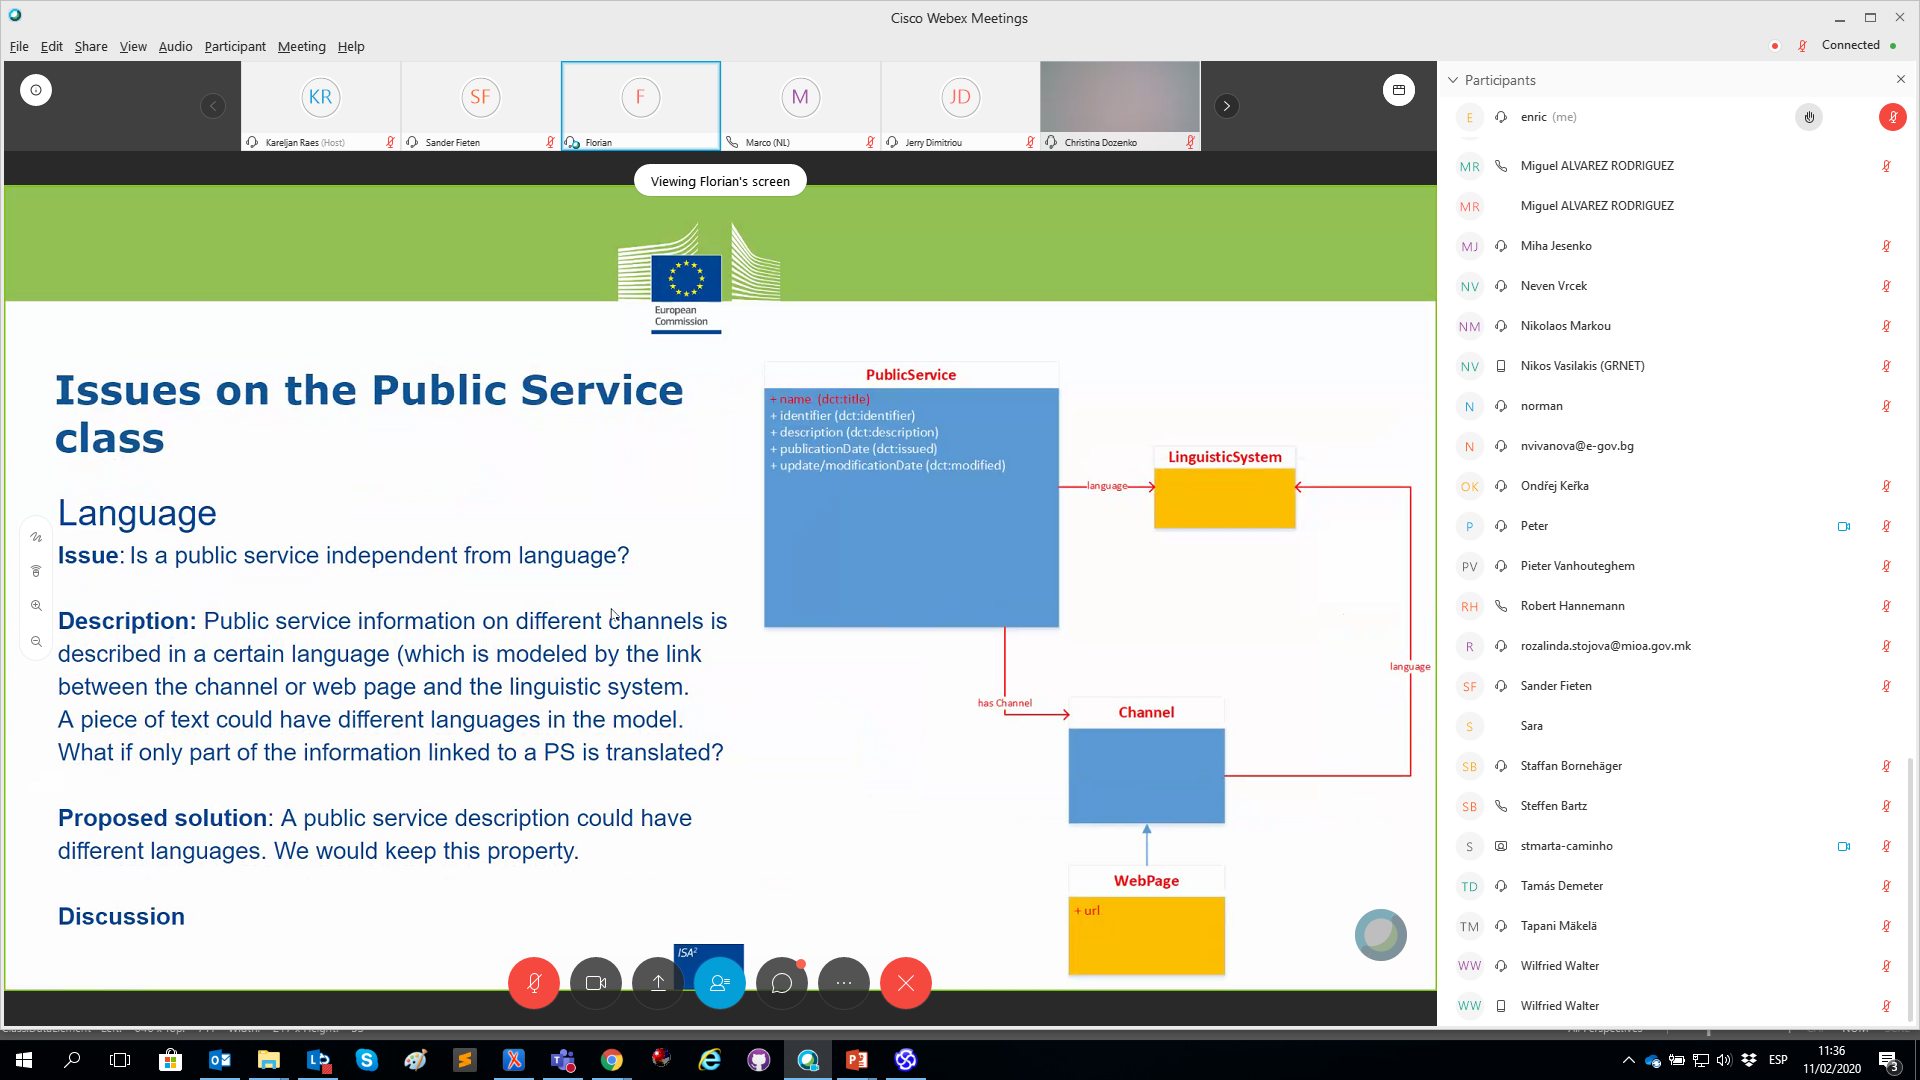 Cisco Webex Meetings
File Edit Share View Audio Participant Meeting Help
Connected
KR
Kareljan Raes (Host)
SF
Sander Fieten
F
Florian
M
Marco (NL)
JD
Jerry Dimitriou
Christina Dozenko
Viewing Florian's screen
European
Commission
Issues on the Public Service
class
Language
Issue: Is a public service independent from language?
Description: Public service information on different channels is
described in a certain language (which is modeled by the link
between the channel or web page and the linguistic system.
A piece of text could have different languages in the model.
What if only part of the information linked to a PS is translated?
Proposed solution: A public service description could have
different languages. We would keep this property.
Discussion
PublicService
+ name (dct:title)
+ identifier (dct:identifier)
+ description (dct:description)
+ publicationDate (dct:issued)
+ update/modificationDate (dct:modified)
language
LinguisticSystem
language
has Channel
Channel
WebPage
+ url
ISA²
Participants
E enric (me)
MR Miguel ALVAREZ RODRIGUEZ
MR Miguel ALVAREZ RODRIGUEZ
MJ Miha Jesenko
NV Neven Vrcek
NM Nikolaos Markou
NV Nikos Vasilakis (GRNET)
N norman
N nvivanova@e-gov.bg
OK Ondřej Keřka
P Peter
PV Pieter Vanhouteghem
RH Robert Hannemann
R rozalinda.stojova@mioa.gov.mk
SF Sander Fieten
S Sara
SB Staffan Bornehäger
SB Steffen Bartz
S stmarta-caminho
TD Tamás Demeter
TM Tapani Mäkelä
WW Wilfried Walter
WW Wilfried Walter
ESP
11:36
11/02/2020
3